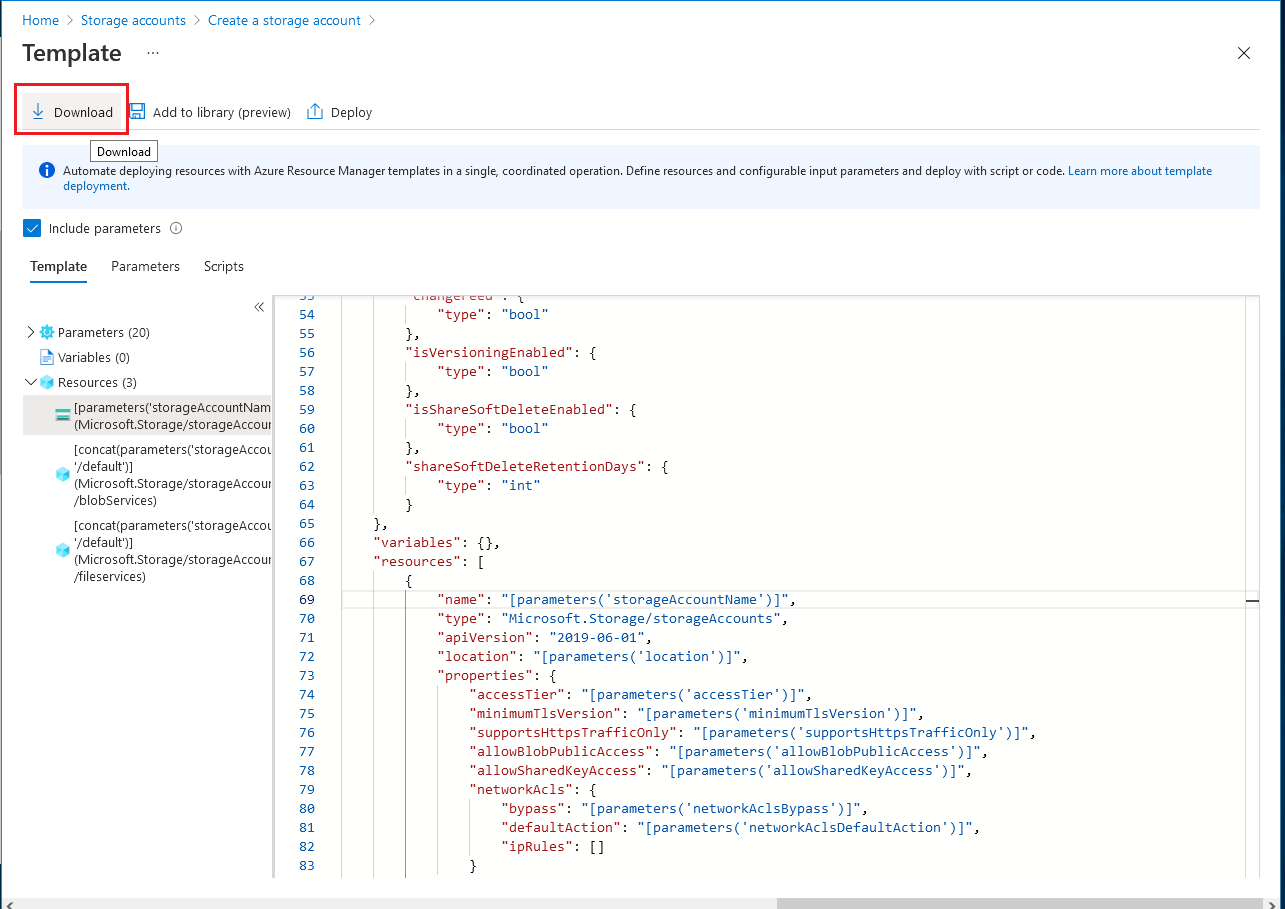 Home > Storage accounts > Create a storage account >
Template ...
Download Add to library (preview) Deploy
Download
Automate deploying resources with Azure Resource Manager templates in a single, coordinated operation. Define resources and configurable input parameters and deploy with script or code. Learn more about template
deployment.
Include parameters
Template Parameters Scripts
«
Parameters (20)
Variables (0)
Resources (3)
[parameters('storageAccountNam
(Microsoft.Storage/storageAccour
[concat(parameters('storageAccou
'/default')]
(Microsoft.Storage/storageAccour
/blobServices)
[concat(parameters('storageAccou
'/default')]
(Microsoft.Storage/storageAccour
/fileservices)
53 "changeFeed": {
54 "type": "bool"
55 },
56 "isVersioningEnabled": {
57 "type": "bool"
58 },
59 "isShareSoftDeleteEnabled": {
60 "type": "bool"
61 },
62 "shareSoftDeleteRetentionDays": {
63 "type": "int"
64 }
65 },
66 "variables": {},
67 "resources": [
68 {
69 "name": "[parameters('storageAccountName')]",
70 "type": "Microsoft.Storage/storageAccounts",
71 "apiVersion": "2019-06-01",
72 "location": "[parameters('location')]",
73 "properties": {
74 "accessTier": "[parameters('accessTier')]",
75 "minimumTlsVersion": "[parameters('minimumTlsVersion')]",
76 "supportsHttpsTrafficOnly": "[parameters('supportsHttpsTrafficOnly')]",
77 "allowBlobPublicAccess": "[parameters('allowBlobPublicAccess')]",
78 "allowSharedKeyAccess": "[parameters('allowSharedKeyAccess')]",
79 "networkAcls": {
80 "bypass": "[parameters('networkAclsBypass')]",
81 "defaultAction": "[parameters('networkAclsDefaultAction')]",
82 "ipRules": []
83 }